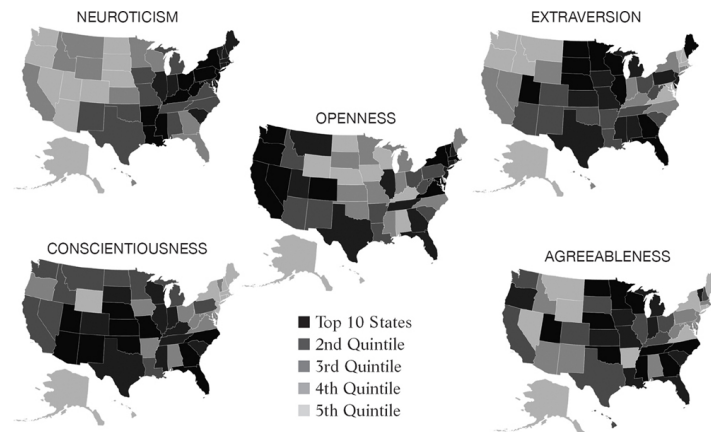 NEUROTICISM
EXTRAVERSION
OPENNESS
CONSCIENTIOUSNESS
AGREEABLENESS
Top 10 States
2nd Quintile
3rd Quintile
4th Quintile
5th Quintile